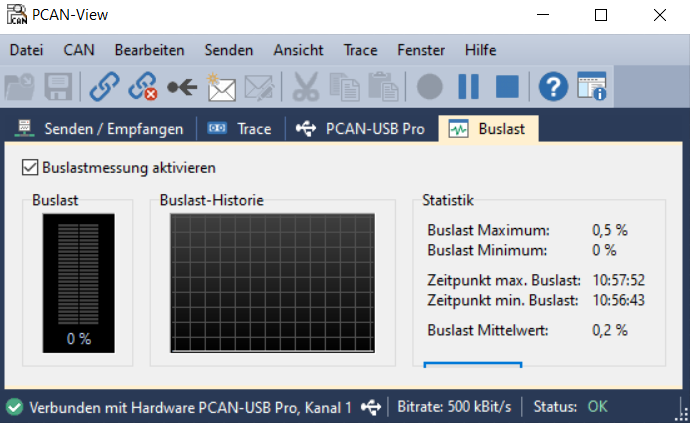 PCAN-View
Datei CAN Bearbeiten Senden Ansicht Trace Fenster Hilfe
Senden / Empfangen Trace PCAN-USB Pro Buslast
Buslastmessung aktivieren
Buslast Buslast-Historie Statistik
Buslast Maximum: 0,5 %
Buslast Minimum: 0 %
Zeitpunkt max. Buslast: 10:57:52
Zeitpunkt min. Buslast: 10:56:43
Buslast Mittelwert: 0,2 %
0 %
Verbunden mit Hardware PCAN-USB Pro, Kanal 1 Bitrate: 500 kBit/s Status: OK